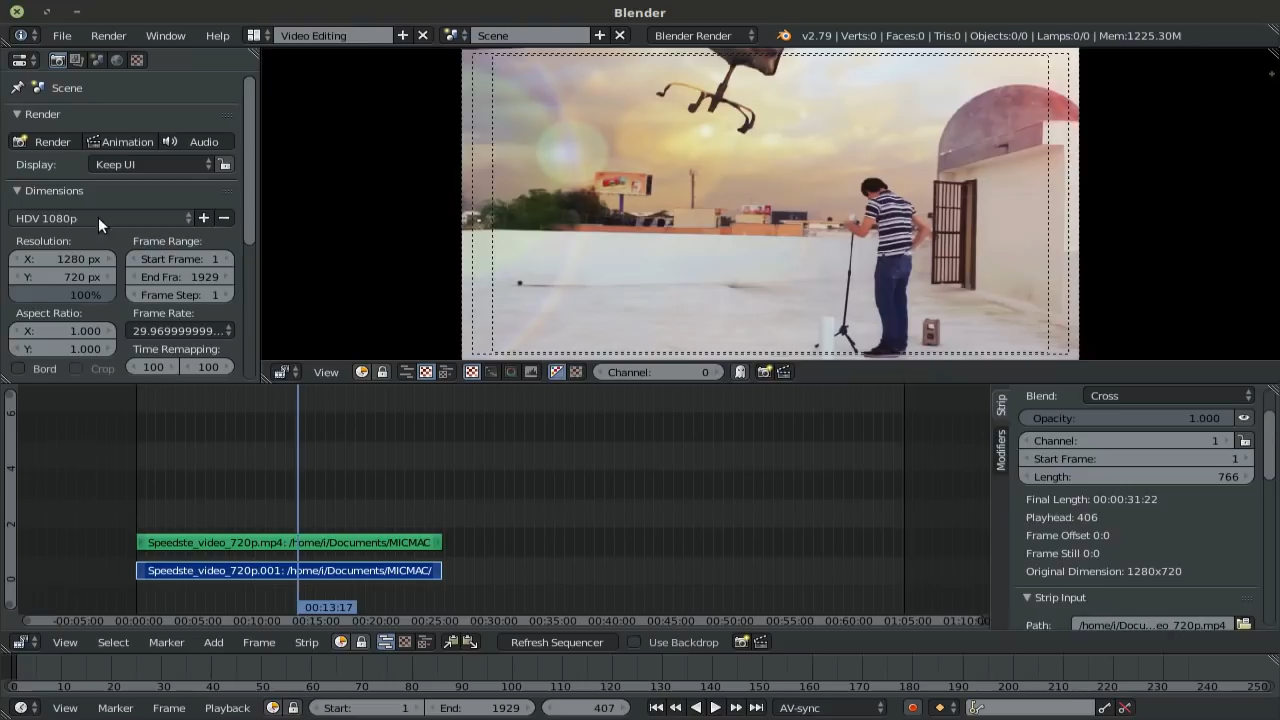 Blender
File Render Window Help Video Editing Scene Blender Render v2.79 | Verts:0 | Faces:0 | Tris:0 | Objects:0/0 | Lamps:0/0 | Mem:1225.30M
Scene
Render
Render Animation Audio
Display: Keep UI
Dimensions
HDV 1080p
Resolution: Frame Range:
X: 1280 px Start Frame: 1
Y: 720 px End Fra: 1929
100% Frame Step: 1
Aspect Ratio: Frame Rate:
X: 1.000 29.969999999...
Y: 1.000 Time Remapping:
Bord Crop 100 100
View Channel: 0
6
4
2
0
Speedste_video_720p.mp4: /home/i/Documents/MICMAC
Speedste_video_720p.001: /home/i/Documents/MICMAC/
00:13:17
-00:05:00 00:00:00 00:05:00 00:10:00 00:15:00 00:20:00 00:25:00 00:30:00 00:35:00 00:40:00 00:45:00 00:50:00 00:55:00 01:00:00 01:05:00 01:10:00
Strip
Modifiers
Blend: Cross
Opacity: 1.000
Channel: 1
Start Frame: 1
Length: 766
Final Length: 00:00:31:22
Playhead: 406
Frame Offset 0:0
Frame Still 0:0
Original Dimension: 1280x720
Strip Input
Path: /home/i/Docu...eo_720p.mp4
View Select Marker Add Frame Strip Refresh Sequencer Use Backdrop
0 10 20 30 40 50 60 70 80 90 100 110 120 130 140 150 160 170 180 190 200 210 220 230 240 250
View Marker Frame Playback Start: 1 End: 1929 407 AV-sync